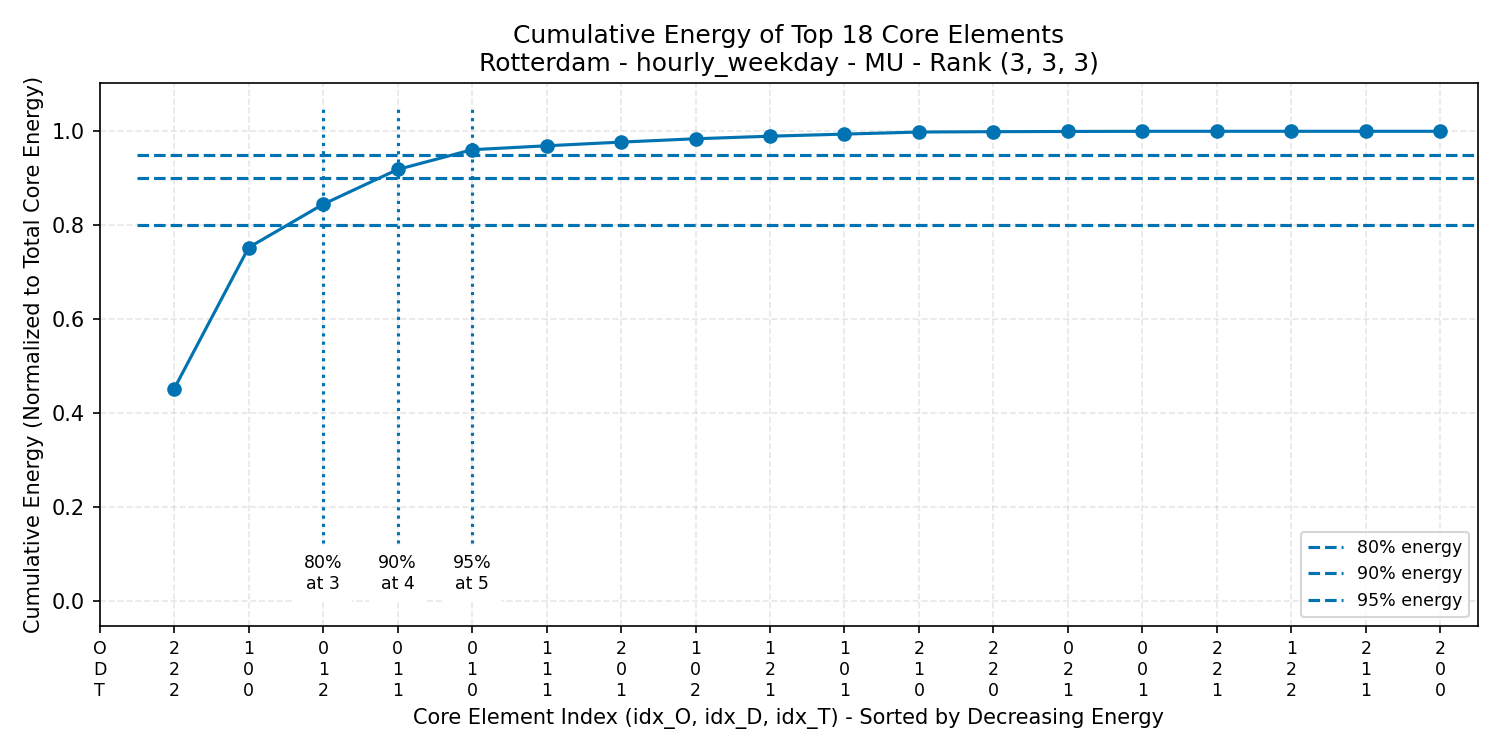 Cumulative Energy of Top 18 Core Elements
Rotterdam - hourly_weekday - MU - Rank (3, 3, 3)
Cumulative Energy (Normalized to Total Core Energy)
1.0
0.8
0.6
0.4
0.2
0.0
80%
at 3
90%
at 4
95%
at 5
80% energy
90% energy
95% energy
O 2 1 0 0 0 1 2 1 1 1 2 2 0 0 2 1 2 2
D 2 0 1 1 1 1 0 0 2 0 1 2 2 0 2 2 1 0
T 2 0 2 1 0 1 1 2 1 1 0 0 1 1 1 2 1 0
Core Element Index (idx_O, idx_D, idx_T) - Sorted by Decreasing Energy